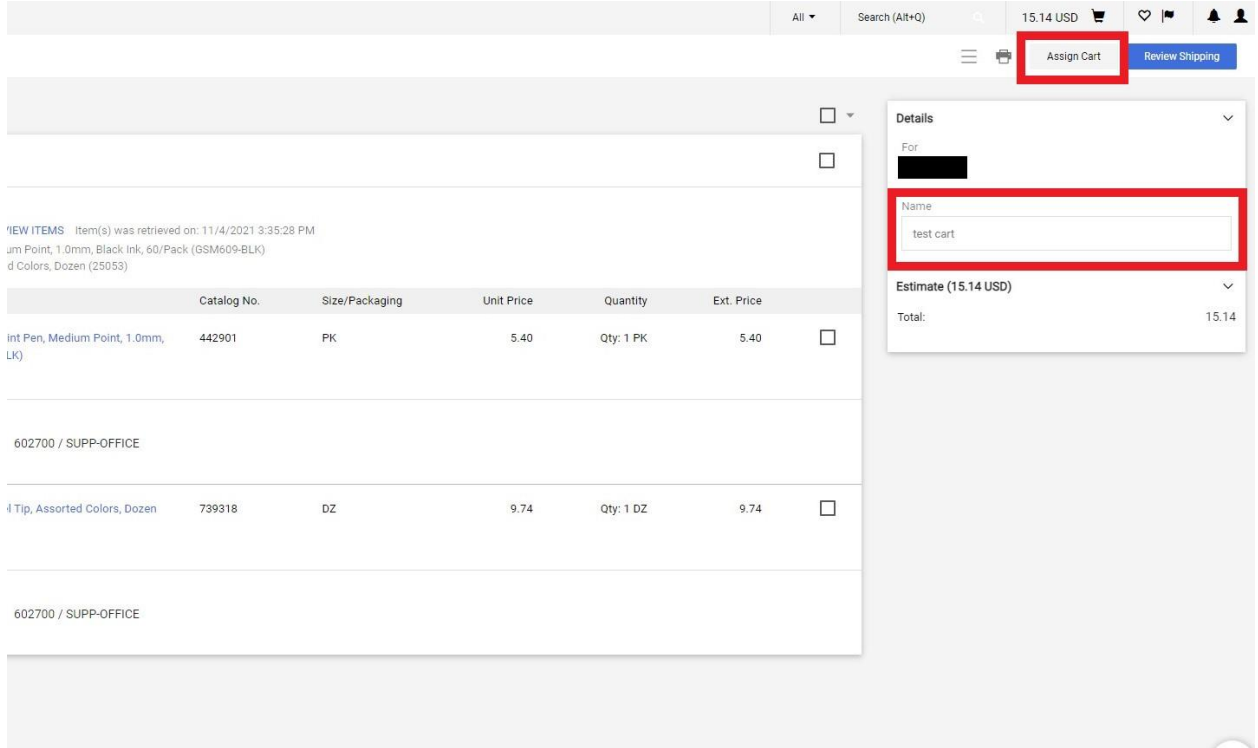 All Search (Alt+Q) 15.14 USD
Assign Cart Review Shipping
Details
For
Name
test cart
Estimate (15.14 USD)
Total: 15.14
IEW ITEMS Item(s) was retrieved on: 11/4/2021 3:35:28 PM
um Point, 1.0mm, Black Ink, 60/Pack (GSM609-BLK)
d Colors, Dozen (25053)
Catalog No. Size/Packaging Unit Price Quantity Ext. Price
int Pen, Medium Point, 1.0mm, 442901 PK 5.40 Qty: 1 PK 5.40
LK)
602700 / SUPP-OFFICE
l Tip, Assorted Colors, Dozen 739318 DZ 9.74 Qty: 1 DZ 9.74
602700 / SUPP-OFFICE